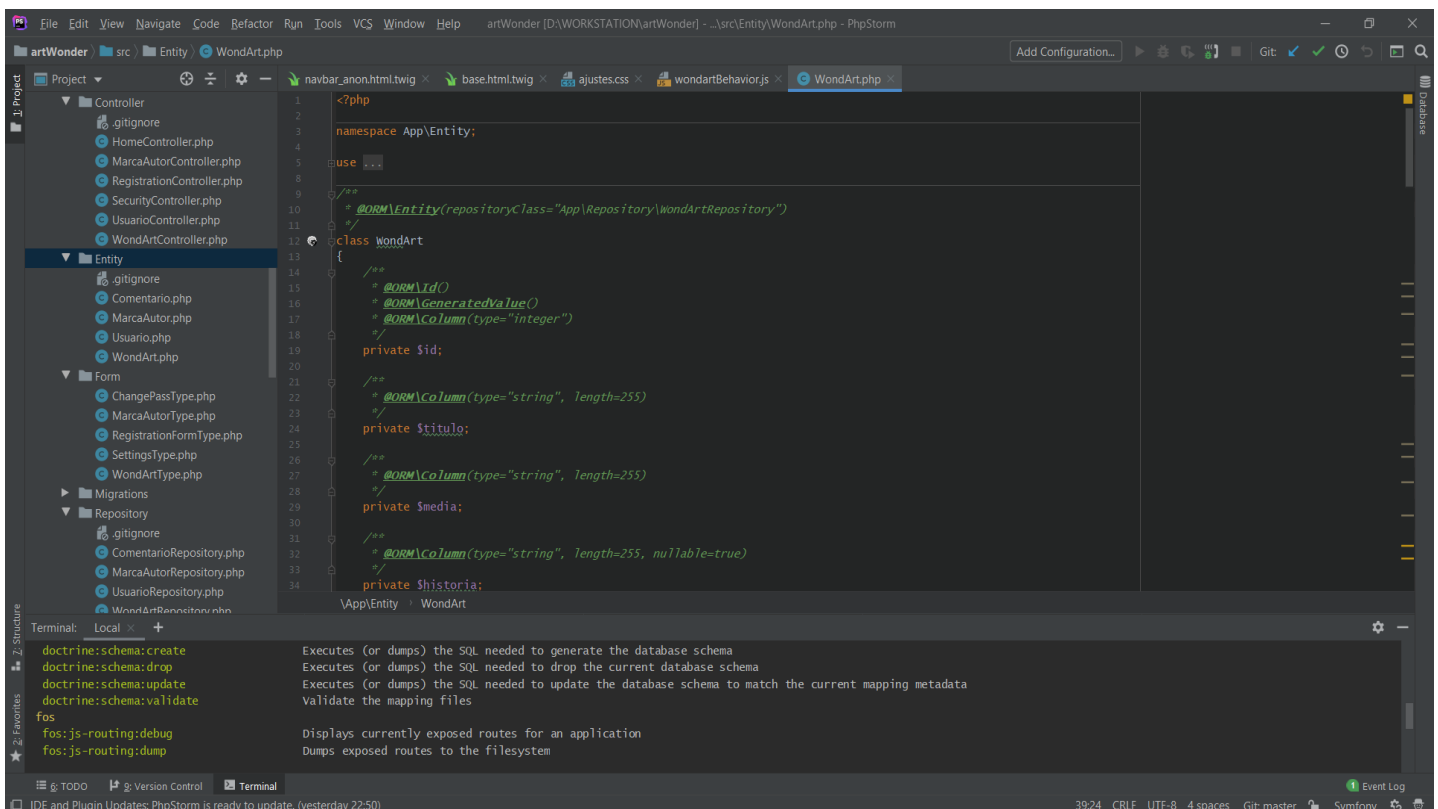 PS File Edit View Navigate Code Refactor Run Tools VCS Window Help artWonder [D:\WORKSTATION\artWonder] - ...\src\Entity\WondArt.php - PhpStorm
artWonder src Entity WondArt.php Add Configuration... Git:
1: Project
Project
navbar_anon.html.twig base.html.twig ajustes.css wondartBehavior.js WondArt.php
Database
Controller
.gitignore
HomeController.php
MarcaAutorController.php
RegistrationController.php
SecurityController.php
UsuarioController.php
WondArtController.php
Entity
.gitignore
Comentario.php
MarcaAutor.php
Usuario.php
WondArt.php
Form
ChangePassType.php
MarcaAutorType.php
RegistrationFormType.php
SettingsType.php
WondArtType.php
Migrations
Repository
.gitignore
ComentarioRepository.php
MarcaAutorRepository.php
UsuarioRepository.php
WondArtRepository.php
1 <?php
2
3 namespace App\Entity;
4
5 use ...
8
9 /**
10 * @ORM\Entity(repositoryClass="App\Repository\WondArtRepository")
11 */
12 class WondArt
13 {
14 /**
15 * @ORM\Id()
16 * @ORM\GeneratedValue()
17 * @ORM\Column(type="integer")
18 */
19 private $id;
20
21 /**
22 * @ORM\Column(type="string", length=255)
23 */
24 private $titulo;
25
26 /**
27 * @ORM\Column(type="string", length=255)
28 */
29 private $media;
30
31 /**
32 * @ORM\Column(type="string", length=255, nullable=true)
33 */
34 private $historia;
\App\Entity WondArt
Z: Structure
2: Favorites
Terminal: Local +
doctrine:schema:create Executes (or dumps) the SQL needed to generate the database schema
doctrine:schema:drop Executes (or dumps) the SQL needed to drop the current database schema
doctrine:schema:update Executes (or dumps) the SQL needed to update the database schema to match the current mapping metadata
doctrine:schema:validate Validate the mapping files
fos
fos:js-routing:debug Displays currently exposed routes for an application
fos:js-routing:dump Dumps exposed routes to the filesystem
6: TODO 9: Version Control Terminal 1 Event Log
IDE and Plugin Updates: PhpStorm is ready to update. (yesterday 22:50) 39:24 CRLF UTF-8 4 spaces Git: master Symfony